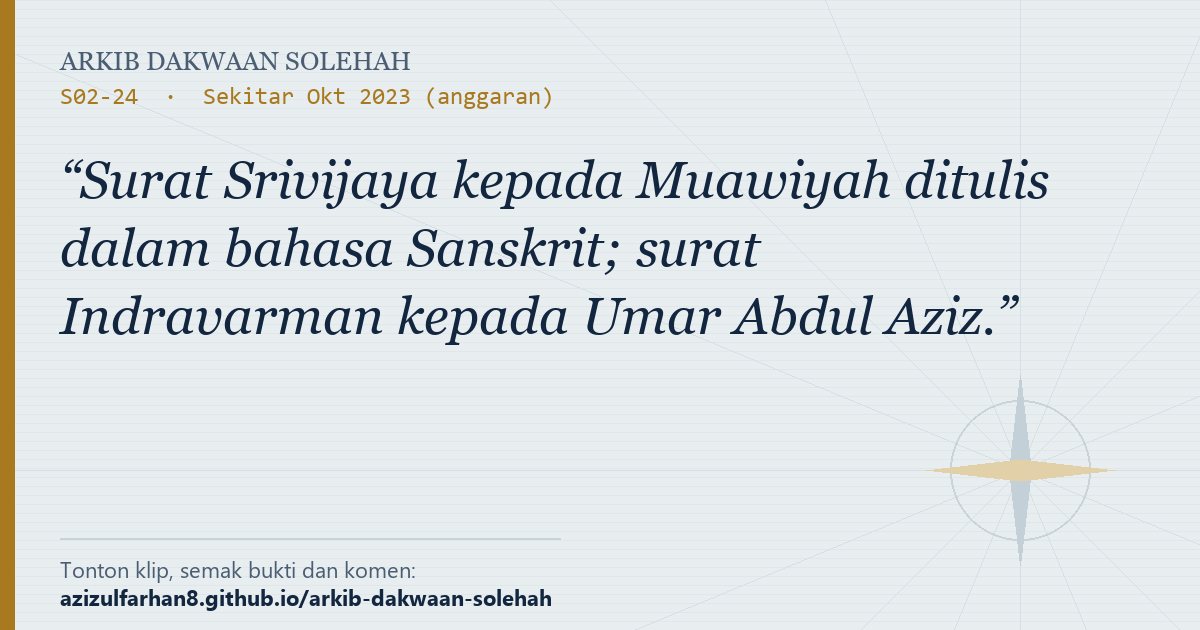 ARKIB DAKWAAN SOLEHAH
S02-24 · Sekitar Okt 2023 (anggaran)
“Surat Srivijaya kepada Muawiyah ditulis
dalam bahasa Sanskrit; surat
Indravarman kepada Umar Abdul Aziz.”
Tonton klip, semak bukti dan komen:
azizulfarhan8.github.io/arkib-dakwaan-solehah